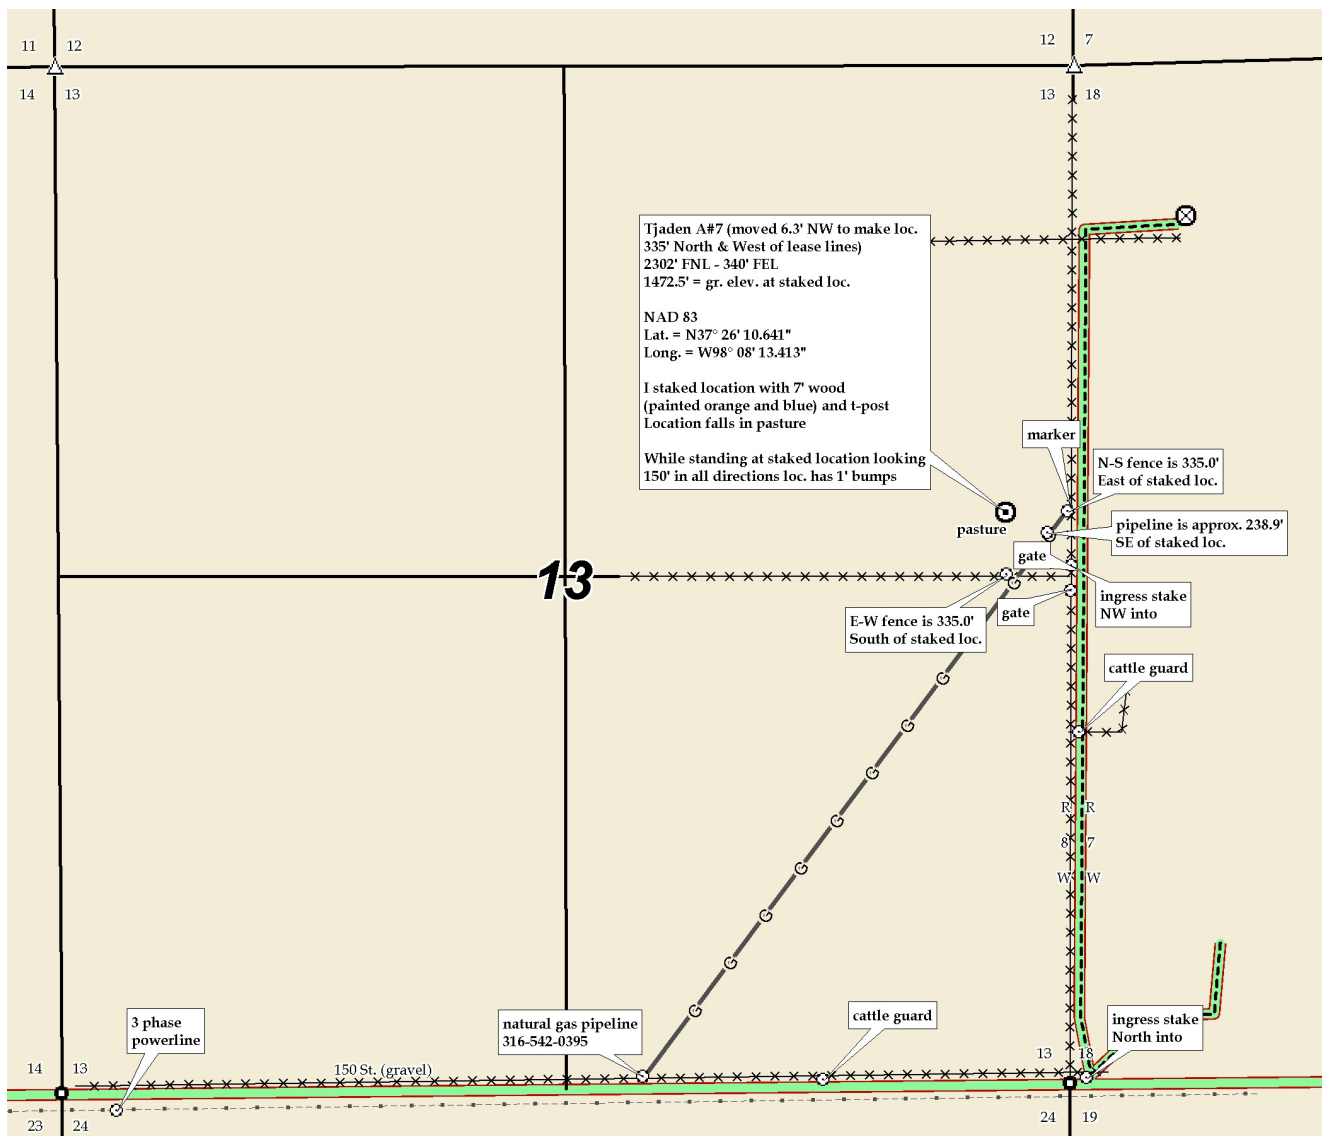 11 12
12 7
14 13
13 18
Tjaden A#7 (moved 6.3' NW to make loc.
335' North & West of lease lines)
2302' FNL - 340' FEL
1472.5' = gr. elev. at staked loc.
NAD 83
Lat. = N37° 26' 10.641"
Long. = W98° 08' 13.413"
I staked location with 7' wood
(painted orange and blue) and t-post
Location falls in pasture
While standing at staked location looking
150' in all directions loc. has 1' bumps
marker
N-S fence is 335.0'
East of staked loc.
pasture
pipeline is approx. 238.9'
SE of staked loc.
gate
13
ingress stake
NW into
gate
E-W fence is 335.0'
South of staked loc.
G
cattle guard
G
G
G
G
R R
8 7
W W
G
G
G
G
3 phase
powerline
natural gas pipeline
316-542-0395
cattle guard
ingress stake
North into
14 13
150 St. (gravel)
13 18
23 24
24 19